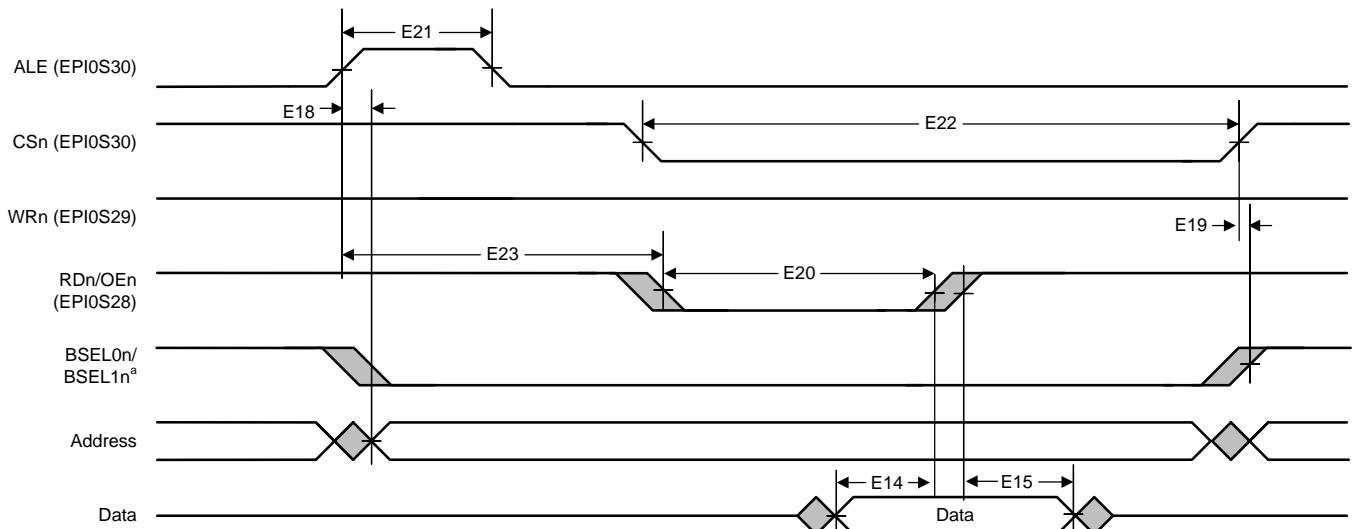 E21
ALE (EPI0S30)
E18
CSn (EPI0S30)
E22
WRn (EPI0S29)
E19
E23
RDn/OEn
(EPI0S28)
E20
BSEL0n/
BSEL1nᵃ
Address
E14
E15
Data
Data